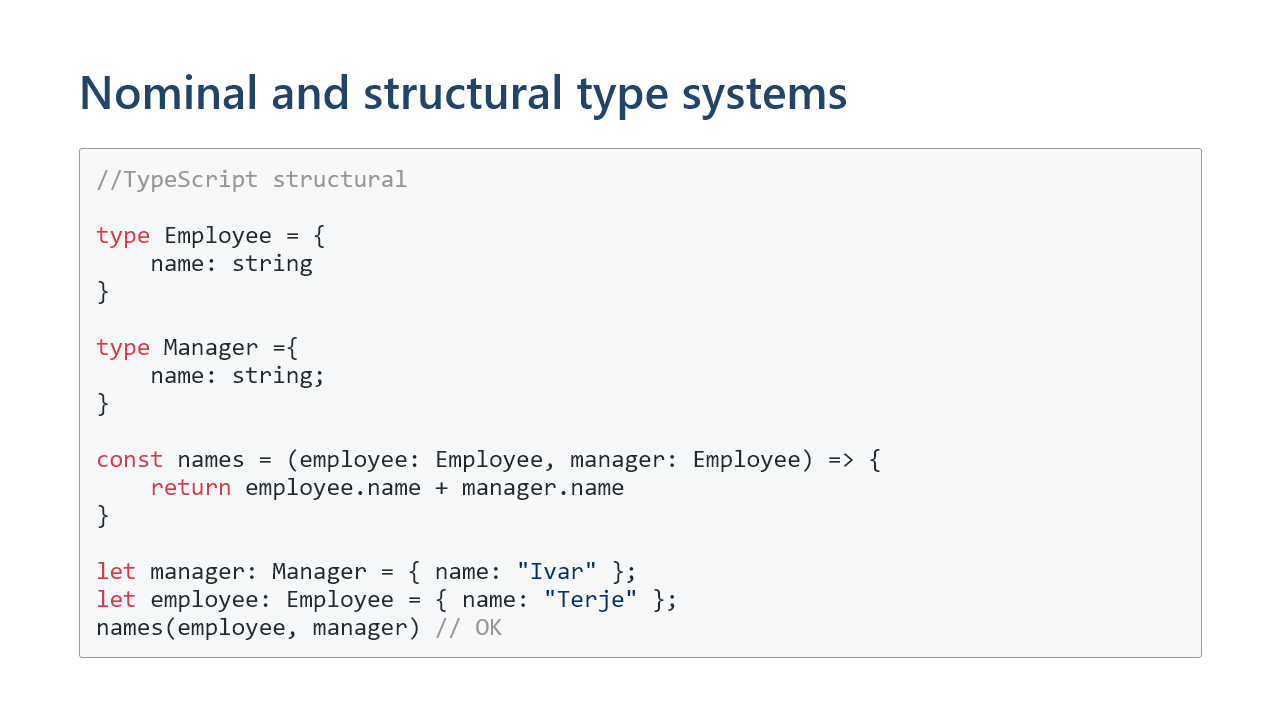 Nominal and structural type systems
//TypeScript structural
type Employee = {
    name: string
}
type Manager ={
    name: string;
}
const names = (employee: Employee, manager: Employee) => {
    return employee.name + manager.name
}
let manager: Manager = { name: "Ivar" };
let employee: Employee = { name: "Terje" };
names(employee, manager) // OK